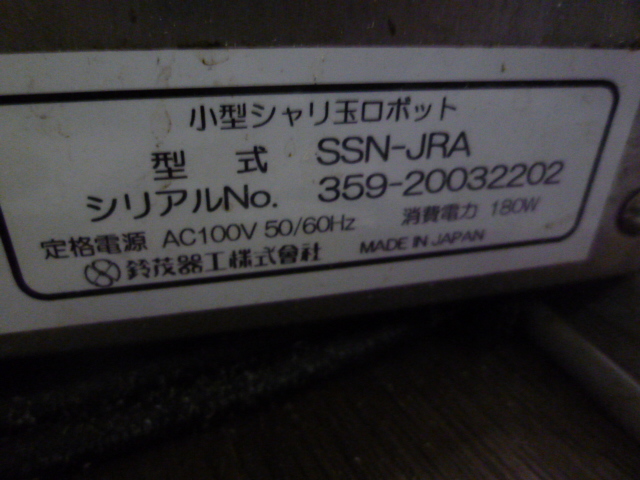 小型シャリ玉ロボット
型 式 SSN-JRA
シリアルNo. 359-20032202
定格電源 AC100V 50/60Hz 消費電力 180W
鈴茂器工株式會社 MADE IN JAPAN